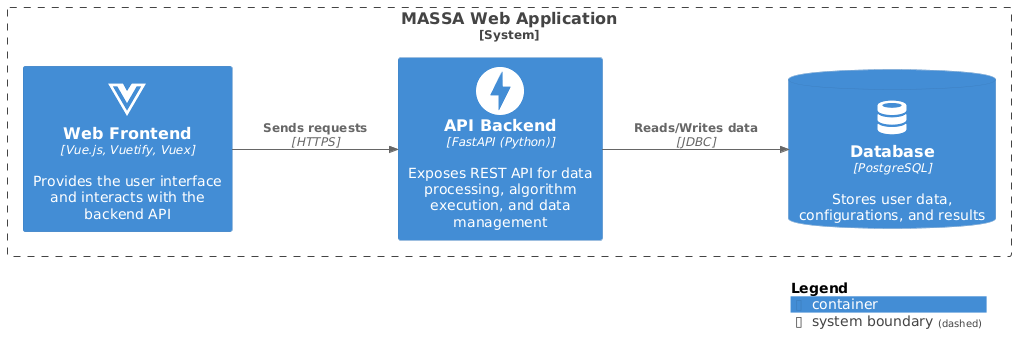 MASSA Web Application
[System]
Web Frontend
[Vue.js, Vuetify, Vuex]
Provides the user interface
and interacts with the
backend API
Sends requests
[HTTPS]
API Backend
[FastAPI (Python)]
Exposes REST API for data
processing, algorithm
execution, and data
management
Reads/Writes data
[JDBC]
Database
[PostgreSQL]
Stores user data,
configurations, and results
Legend
container
system boundary (dashed)